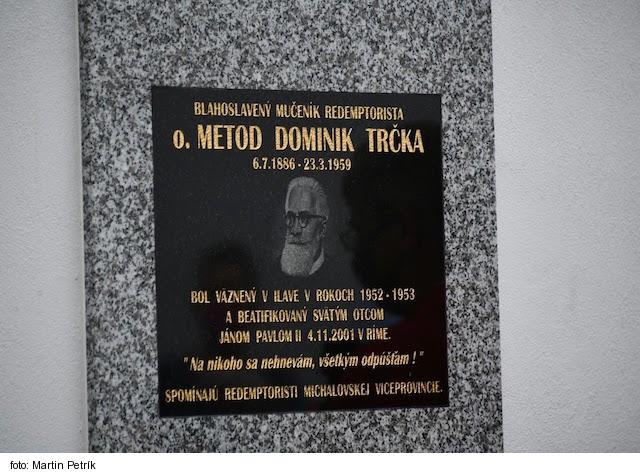 BLAHOSLAVENÝ MUČENÍK REDEMPTORISTA
o. METOD DOMINIK TRČKA
6.7.1886 - 23.3.1959
BOL VÄZNENÝ V ILAVE V ROKOCH 1952 - 1953
A BEATIFIKOVANÝ SVÄTÝM OTCOM
JÁNOM PAVLOM II 4.11.2001 V RÍME.
"Na nikoho sa nehnevám, všetkým odpúšťam !"
SPOMÍNAJÚ REDEMPTORISTI MICHALOVSKEJ VICEPROVINCIE.
foto: Martin Petrík